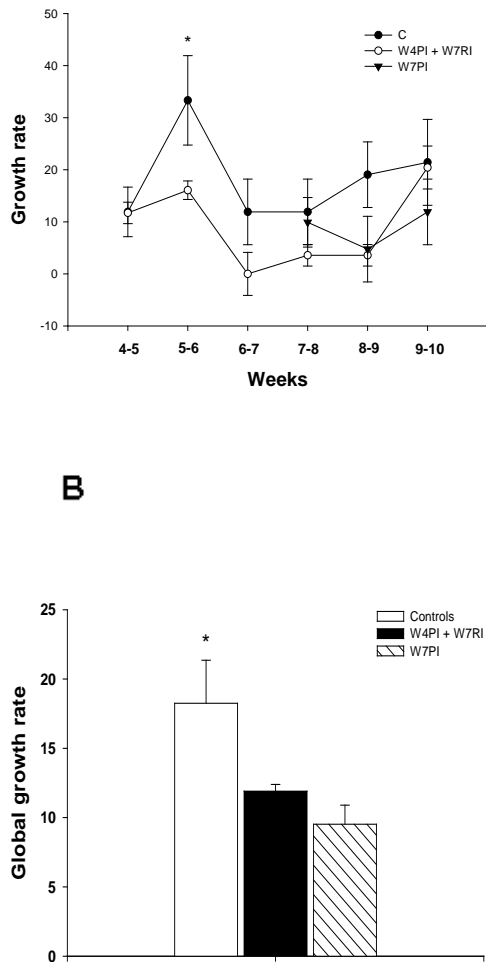 50
40
30
20
10
0
-10
Growth rate
*
C
W4PI + W7RI
W7PI
4-5 5-6 6-7 7-8 8-9 9-10
Weeks
B
25
20
15
10
5
0
Global growth rate
*
Controls
W4PI + W7RI
W7PI